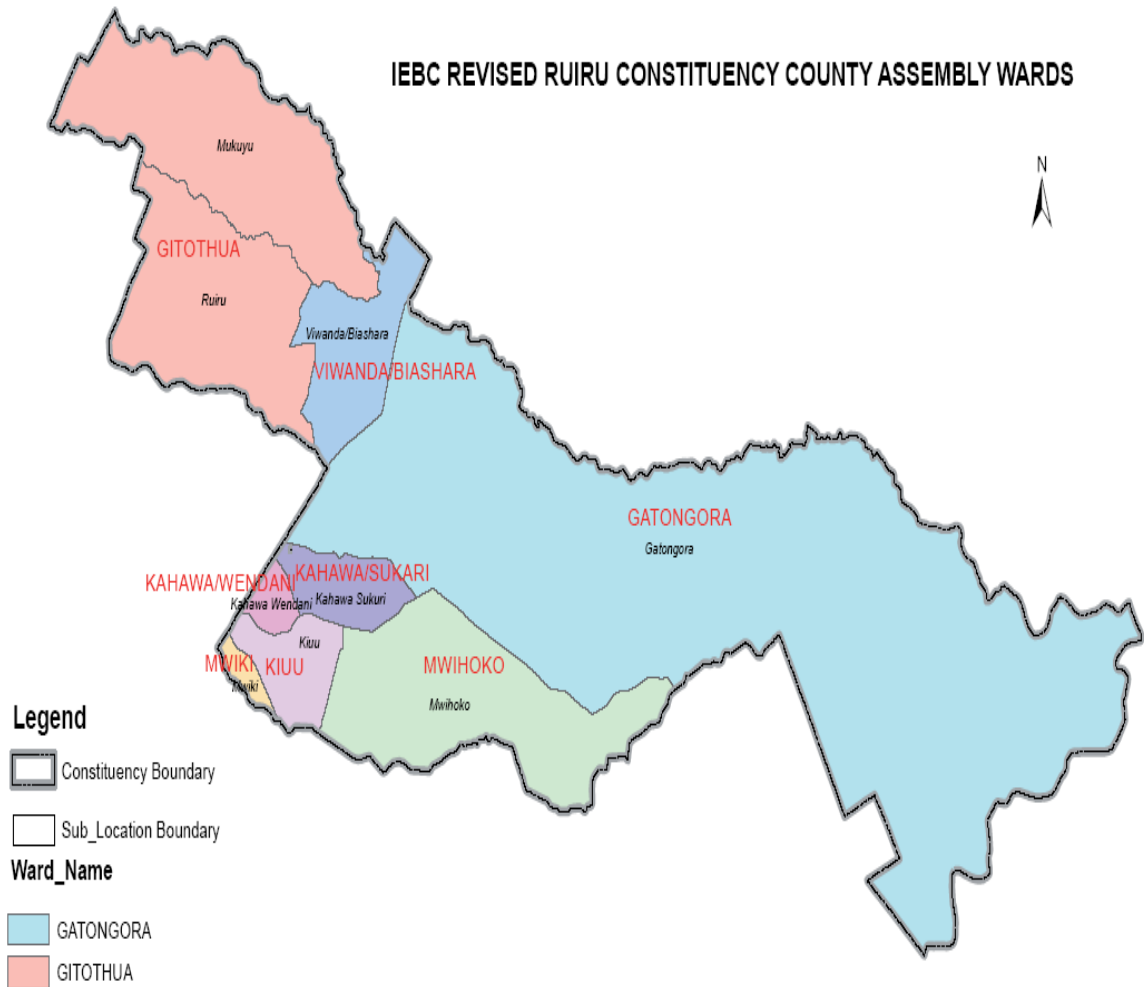 IEBC REVISED RUIRU CONSTITUENCY COUNTY ASSEMBLY WARDS
N
Mukuyu
GITOTHUA
Ruiru
Viwanda/Biashara
VIWANDA/BIASHARA
GATONGORA
Gatongora
KAHAWA/SUKARI
KAHAWA/WENDANI
Kahawa Sukuri
Kahawa Wendani
Kiuu
MWIKI
KIUU
MWIHOKO
Mwiki
Mwihoko
Legend
Constituency Boundary
Sub_Location Boundary
Ward_Name
GATONGORA
GITOTHUA